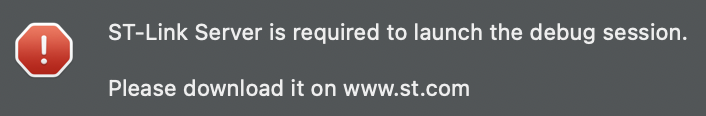 ST-Link Server is required to launch the debug session.
Please download it on www.st.com